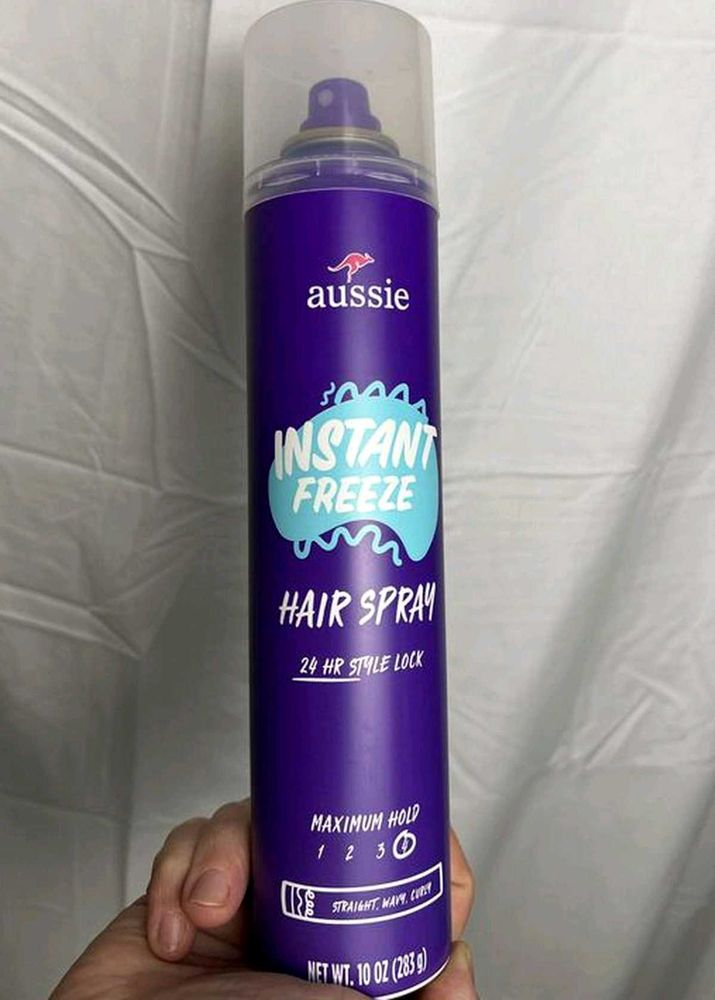 aussie
INSTANT
FREEZE
HAIR SPRAY
24 HR STYLE LOCK
MAXIMUM HOLD
1 2 3 4
STRAIGHT, WAVY, CURLY
NET WT. 10 OZ (283 g)